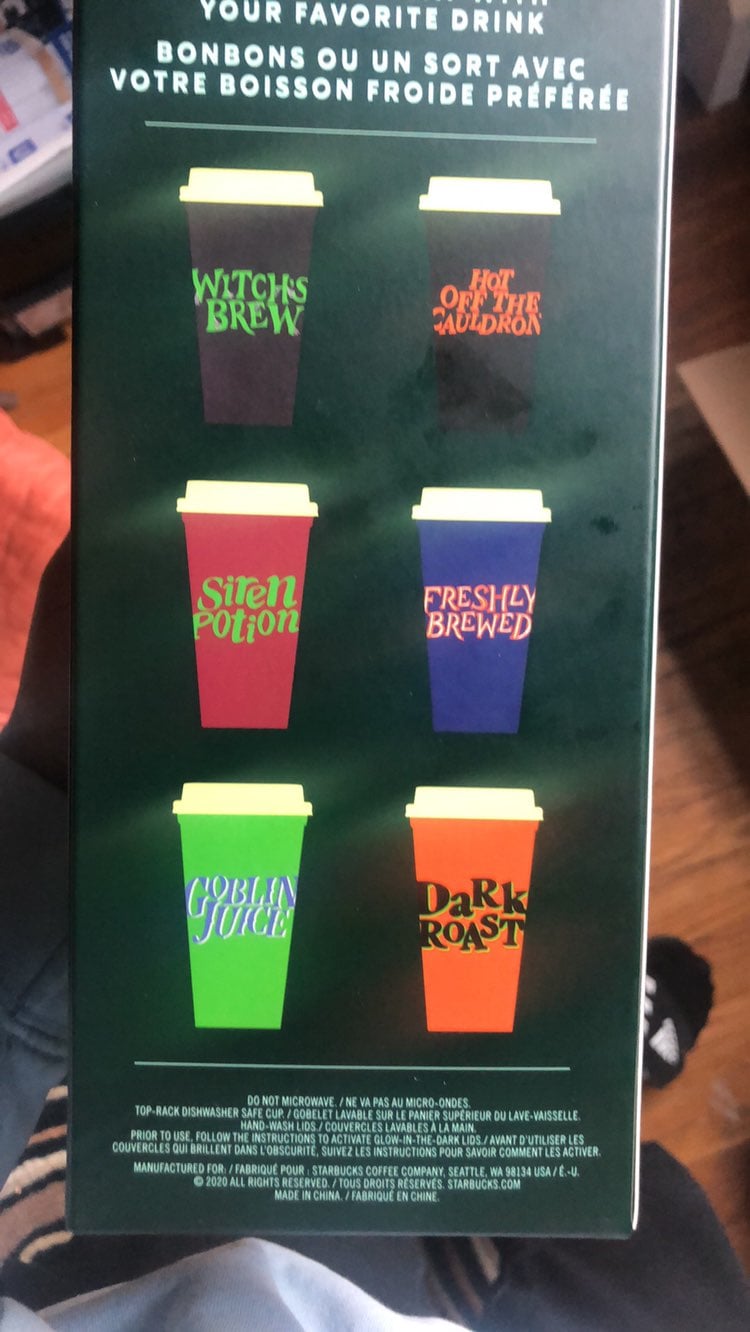 YOUR FAVORITE DRINK
BONBONS OU UN SORT AVEC
VOTRE BOISSON FROIDE PRÉFÉRÉE
WITCH'S
BREW
HOT
OFF THE
CAULDRON
Siren
Potion
FRESHLY
BREWED
GOBLIN
JUICE
DaRk
ROAST
DO NOT MICROWAVE. / NE VA PAS AU MICRO-ONDES.
TOP-RACK DISHWASHER SAFE CUP. / GOBELET LAVABLE SUR LE PANIER SUPÉRIEUR DU LAVE-VAISSELLE.
HAND-WASH LIDS. / COUVERCLES LAVABLES À LA MAIN.
PRIOR TO USE, FOLLOW THE INSTRUCTIONS TO ACTIVATE GLOW-IN-THE-DARK LIDS. / AVANT D'UTILISER LES
COUVERCLES QUI BRILLENT DANS L'OBSCURITÉ, SUIVEZ LES INSTRUCTIONS POUR SAVOIR COMMENT LES ACTIVER.
MANUFACTURED FOR: / FABRIQUÉ POUR : STARBUCKS COFFEE COMPANY, SEATTLE, WA 98134 USA / É.-U.
© 2020 ALL RIGHTS RESERVED. / TOUS DROITS RÉSERVÉS. STARBUCKS.COM
MADE IN CHINA. / FABRIQUÉ EN CHINE.